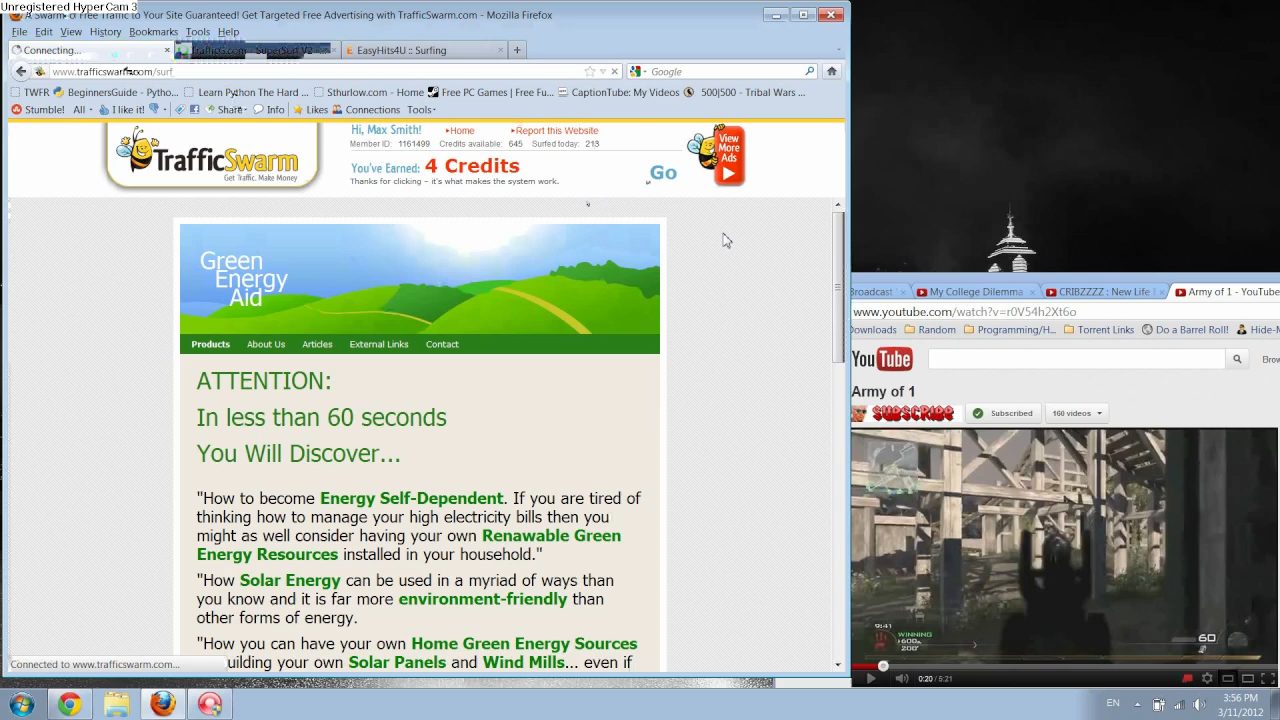 Unregistered HyperCam 3
Free Traffic to Your Site Guaranteed! Get Targeted Free Advertising with TrafficSwarm.com - Mozilla Firefox
File Edit View History Bookmarks Tools Help
Connecting...
SuperSurf V2
EasyHits4U :: Surfing
www.trafficswarm.com/surf
Google
TWFR
BeginnersGuide - Pytho...
Learn Python The Hard ...
Sthurlow.com - Home
Free PC Games | Free Fu...
CaptionTube: My Videos
500|500 - Tribal Wars ...
Stumble! All I like it! Share Info Likes Connections Tools
Hi, Max Smith! Home Report this Website
Member ID: 1161499 Credits available: 645 Surfed today: 213
You've Earned: 4 Credits
Thanks for clicking – it's what makes the system work.
Go
View More Ads
TrafficSwarm
Get Traffic. Make Money
Green
Energy
Aid
Products About Us Articles External Links Contact
ATTENTION:
In less than 60 seconds
You Will Discover...
"How to become Energy Self-Dependent. If you are tired of
thinking how to manage your high electricity bills then you
might as well consider having your own Renawable Green
Energy Resources installed in your household."
"How Solar Energy can be used in a myriad of ways than
you know and it is far more environment-friendly than
other forms of energy.
"How you can have your own Home Green Energy Sources
uilding your own Solar Panels and Wind Mills... even if
Connected to www.trafficswarm.com...
Broadcast
My College Dilemma
CRIBZZZZ : New Life
Army of 1 - YouTube
www.youtube.com/watch?v=r0V54h2Xt6o
Downloads Random Programming/H... Torrent Links Do a Barrel Roll! Hide-M
YouTube
Brow
Army of 1
SUBSCRIBE
Subscribed
160 videos
9:41
WINNING
60
0:20 / 5:21
EN
3:56 PM
3/11/2012